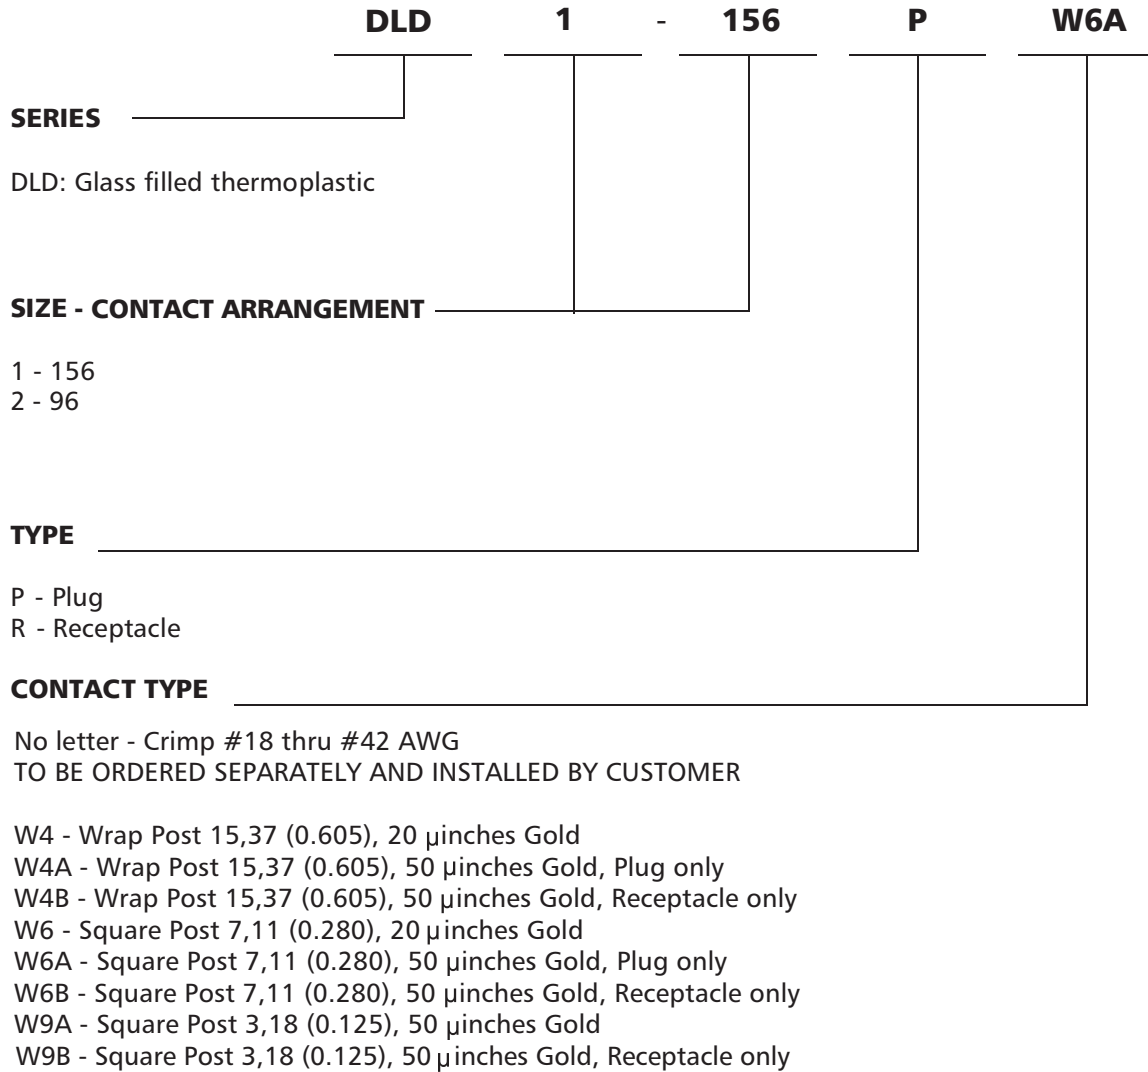 DLD 1 - 156 P W6A
SERIES
DLD: Glass filled thermoplastic
SIZE - CONTACT ARRANGEMENT
1 - 156
2 - 96
TYPE
P - Plug
R - Receptacle
CONTACT TYPE
No letter - Crimp #18 thru #42 AWG
TO BE ORDERED SEPARATELY AND INSTALLED BY CUSTOMER
W4 - Wrap Post 15,37 (0.605), 20 µinches Gold
W4A - Wrap Post 15,37 (0.605), 50 µinches Gold, Plug only
W4B - Wrap Post 15,37 (0.605), 50 µinches Gold, Receptacle only
W6 - Square Post 7,11 (0.280), 20 µinches Gold
W6A - Square Post 7,11 (0.280), 50 µinches Gold, Plug only
W6B - Square Post 7,11 (0.280), 50 µinches Gold, Receptacle only
W9A - Square Post 3,18 (0.125), 50 µinches Gold
W9B - Square Post 3,18 (0.125), 50 µinches Gold, Receptacle only